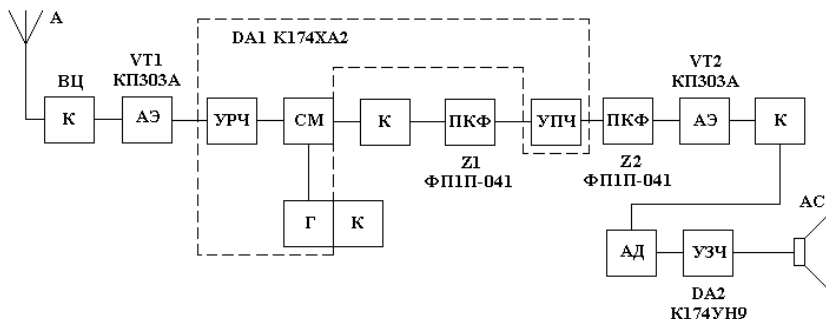 А
DA1 К174ХА2
VT1
КП303А
VT2
КП303А
ВЦ
К
АЭ
УРЧ
СМ
К
ПКФ
УПЧ
ПКФ
АЭ
К
Z1
ФП1П-041
Z2
ФП1П-041
Г
К
АС
АД
УЗЧ
DA2
К174УН9